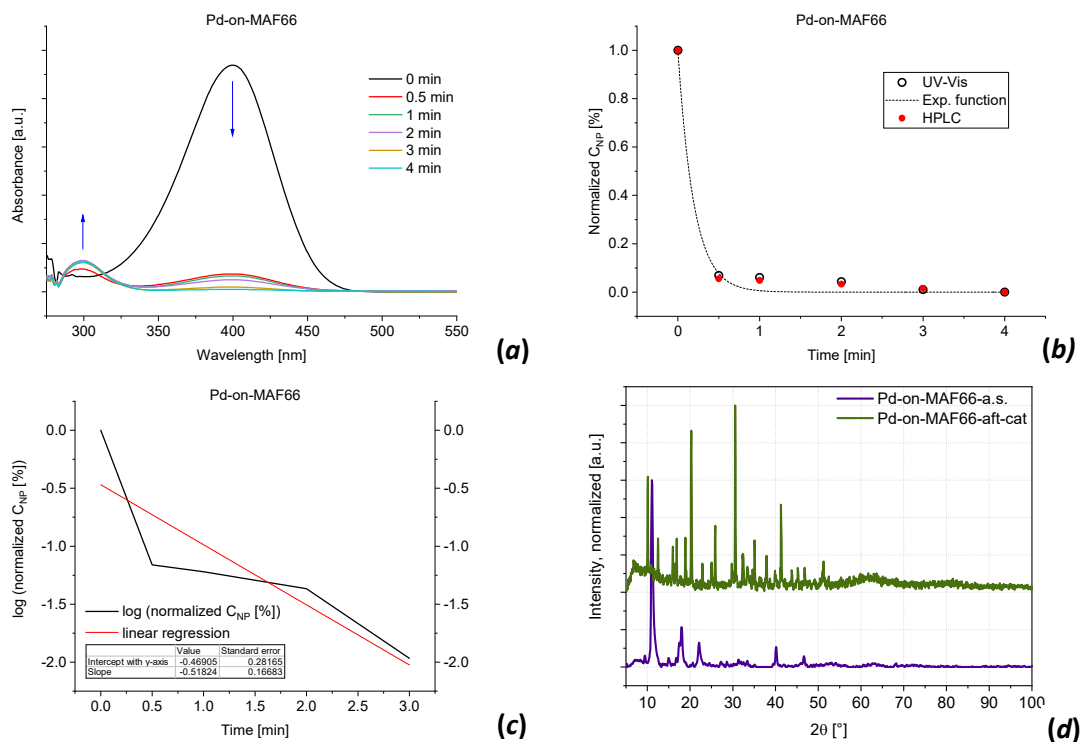 Pd-on-MAF66
Absorbance [a.u.]
0 min
0.5 min
1 min
2 min
3 min
4 min
300 350 400 450 500 550
Wavelength [nm]
(a)
Pd-on-MAF66
Normalized C_NP [%]
1.0
0.8
0.6
0.4
0.2
0.0
UV-Vis
Exp. function
HPLC
0 1 2 3 4
Time [min]
(b)
Pd-on-MAF66
log (normalized C_NP [%])
0.0 0.0
-0.5 -0.5
-1.0 -1.0
-1.5 -1.5
-2.0 -2.0
log (normalized C_NP [%])
linear regression
Value Standard error
Intercept with y-axis -0.46905 0.28165
Slope -0.51824 0.16683
0.0 0.5 1.0 1.5 2.0 2.5 3.0
Time [min]
(c)
Intensity, normalized [a.u.]
Pd-on-MAF66-a.s.
Pd-on-MAF66-aft-cat
10 20 30 40 50 60 70 80 90 100
2θ [°]
(d)